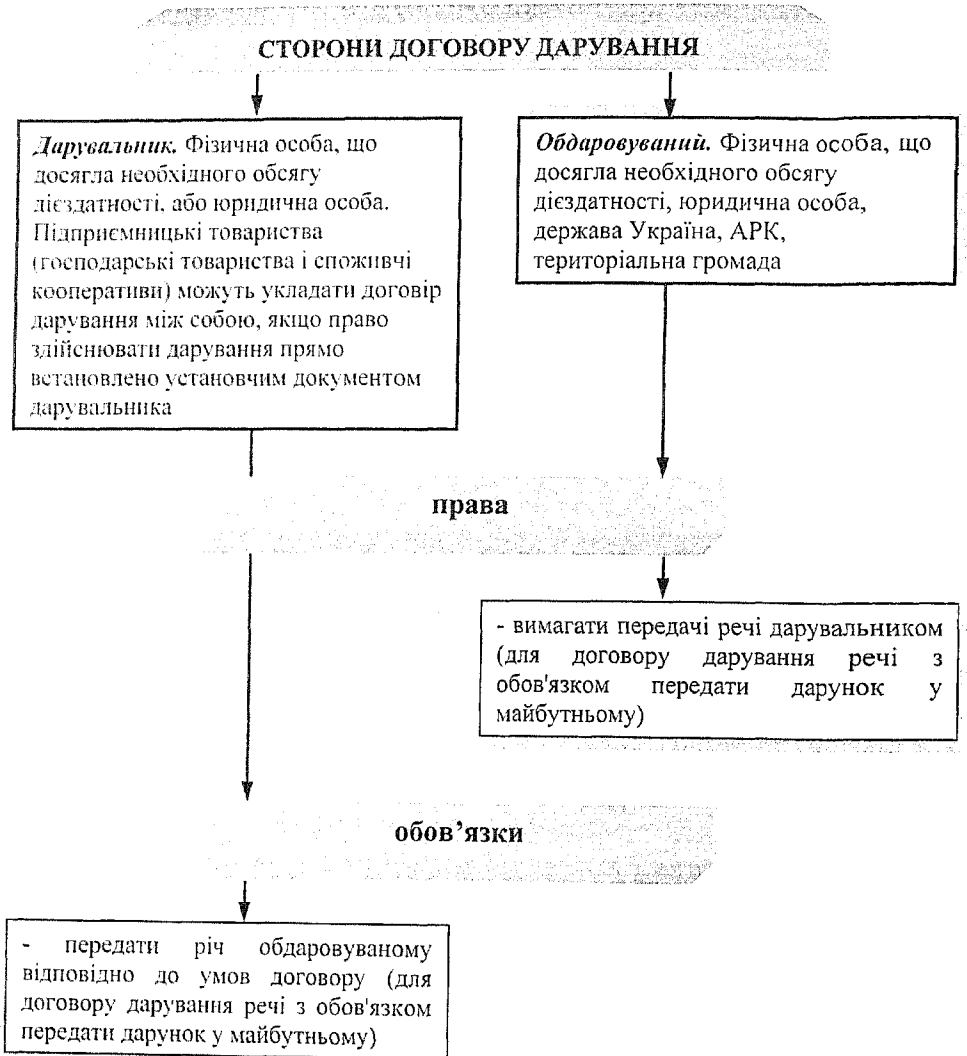 СТОРОНИ ДОГОВОРУ ДАРУВАННЯ
Дарувальник. Фізична особа, що
досягла необхідного обсягу
дієздатності, або юридична особа.
Підприємницькі товариства
(господарські товариства і споживчі
кооперативи) можуть укладати договір
дарування між собою, якщо право
здійснювати дарування прямо
встановлено установчим документом
дарувальника
Обдаровуваний. Фізична особа, що
досягла необхідного обсягу
дієздатності, юридична особа,
держава Україна, АРК,
територіальна громада
права
- вимагати передачі речі дарувальником
(для договору дарування речі з
обов'язком передати дарунок у
майбутньому)
обов’язки
- передати річ обдаровуваному
відповідно до умов договору (для
договору дарування речі з обов'язком
передати дарунок у майбутньому)